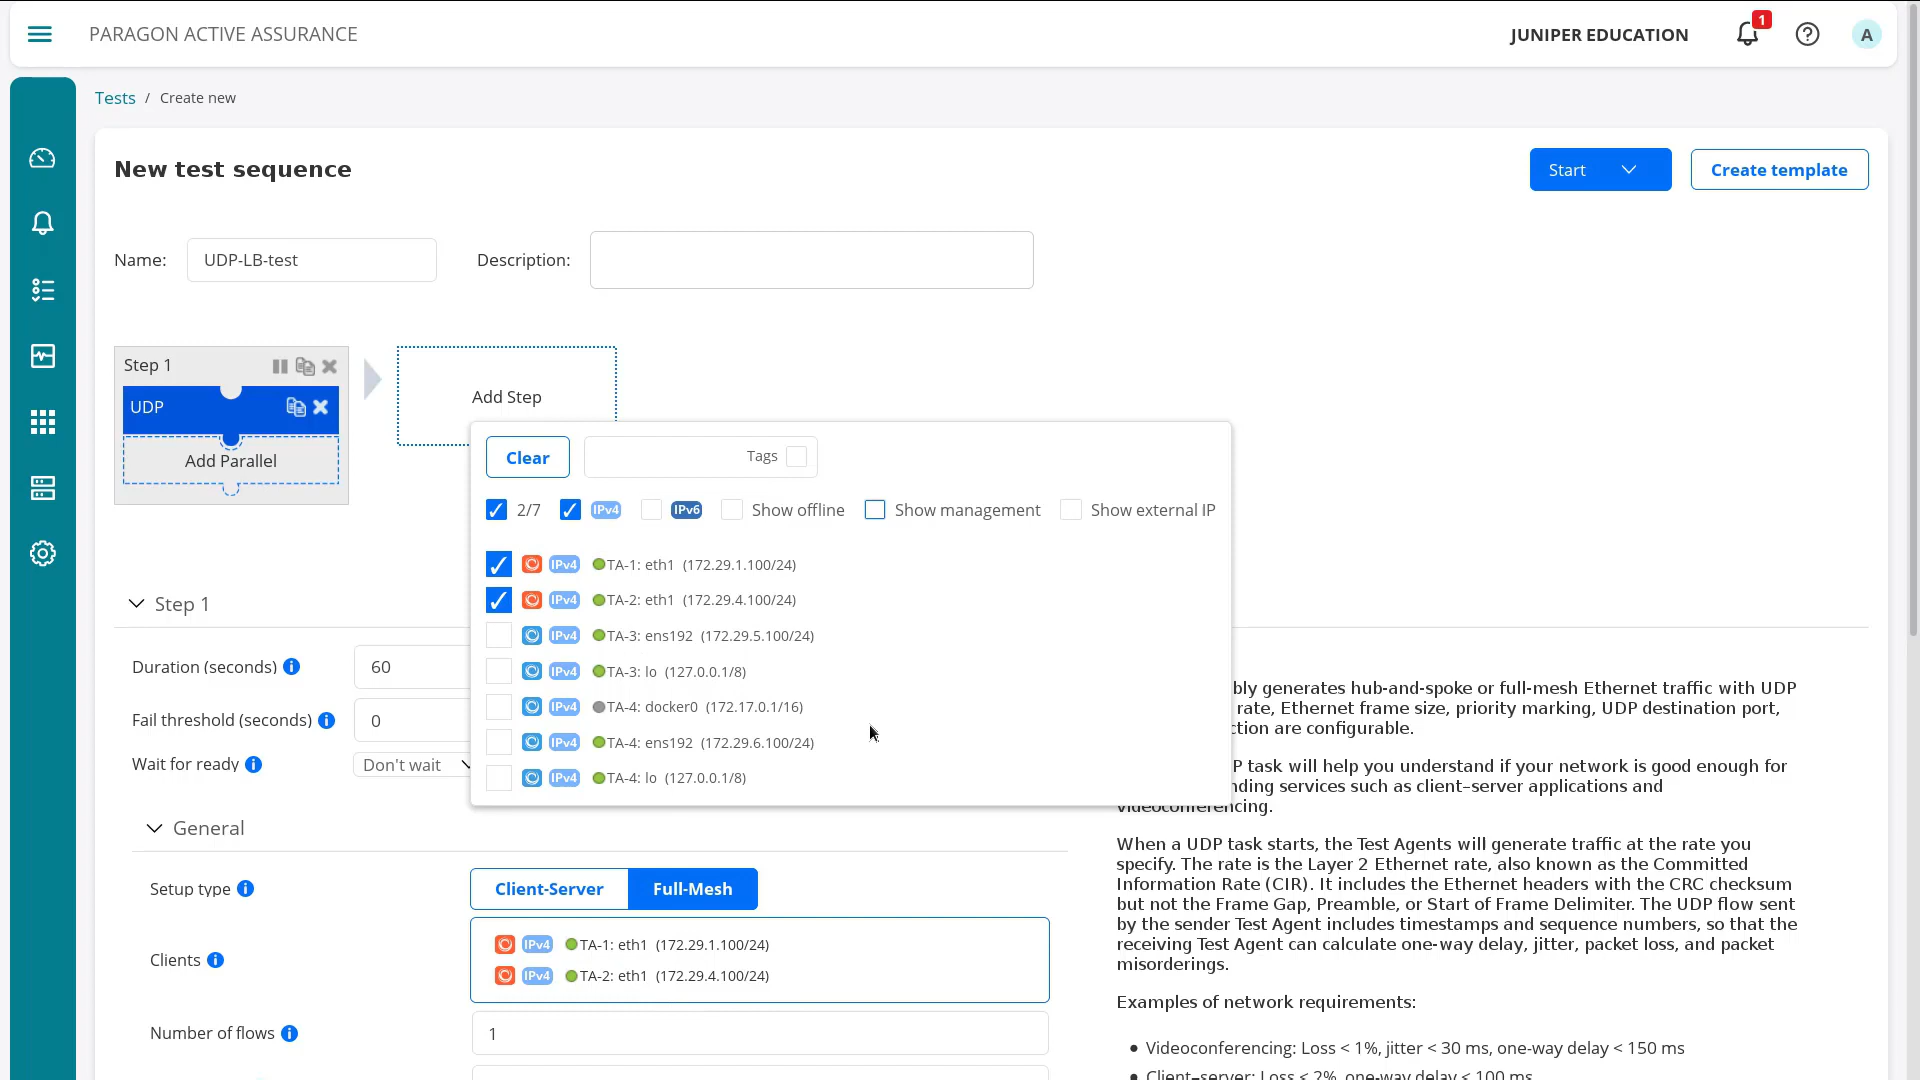 PARAGON ACTIVE ASSURANCE
JUNIPER EDUCATION
1
A
Tests / Create new
New test sequence
Start
Create template
Name:
UDP-LB-test
Description:
Step 1
UDP
Add Parallel
Add Step
Clear
Tags
2/7
IPv4
IPv6
Show offline
Show management
Show external IP
IPv4 TA-1: eth1 (172.29.1.100/24)
IPv4 TA-2: eth1 (172.29.4.100/24)
IPv4 TA-3: ens192 (172.29.5.100/24)
IPv4 TA-3: lo (127.0.0.1/8)
IPv4 TA-4: docker0 (172.17.0.1/16)
IPv4 TA-4: ens192 (172.29.6.100/24)
IPv4 TA-4: lo (127.0.0.1/8)
Step 1
Duration (seconds)
60
Fail threshold (seconds)
0
Wait for ready
Don't wait
General
Setup type
Client-Server
Full-Mesh
Clients
IPv4 TA-1: eth1 (172.29.1.100/24)
IPv4 TA-2: eth1 (172.29.4.100/24)
Number of flows
1
bly generates hub-and-spoke or full-mesh Ethernet traffic with UDP
rate, Ethernet frame size, priority marking, UDP destination port,
ction are configurable.
P task will help you understand if your network is good enough for
nding services such as client–server applications and
videoconferencing.
When a UDP task starts, the Test Agents will generate traffic at the rate you
specify. The rate is the Layer 2 Ethernet rate, also known as the Committed
Information Rate (CIR). It includes the Ethernet headers with the CRC checksum
but not the Frame Gap, Preamble, or Start of Frame Delimiter. The UDP flow sent
by the sender Test Agent includes timestamps and sequence numbers, so that the
receiving Test Agent can calculate one-way delay, jitter, packet loss, and packet
misorderings.
Examples of network requirements:
• Videoconferencing: Loss < 1%, jitter < 30 ms, one-way delay < 150 ms
• Client–server: Loss < 2%, one-way delay < 100 ms